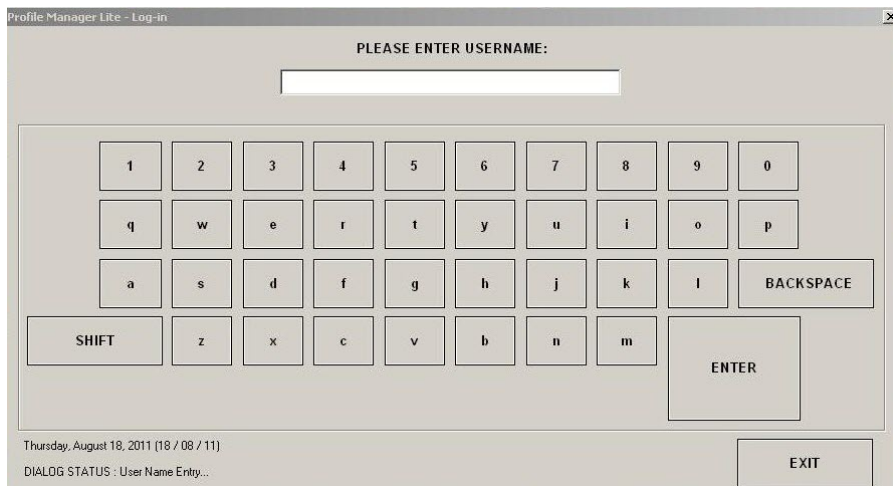 Profile Manager Lite - Log-in
PLEASE ENTER USERNAME:
1 2 3 4 5 6 7 8 9 0
q w e r t y u i o p
a s d f g h j k l BACKSPACE
SHIFT z x c v b n m ENTER
Thursday, August 18, 2011 (18 / 08 / 11)
DIALOG STATUS : User Name Entry...
EXIT